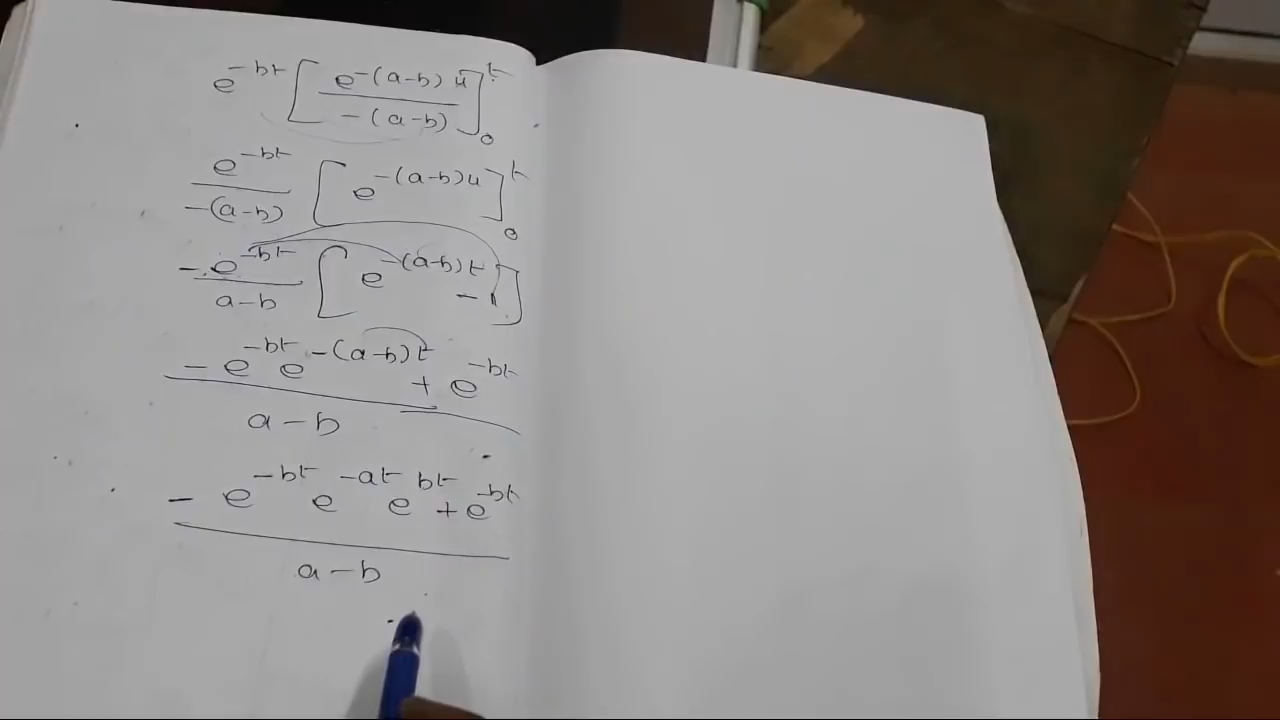 e^{-bt} [ e^{-(a-b)u} / -(a-b) ]_0^t
e^{-bt} / -(a-b) [ e^{-(a-b)u} ]_0^t
-e^{-bt} / a-b [ e^{-(a-b)t} - 1 ]
-e^{-bt} e^{-(a-b)t} + e^{-bt}
a-b
- e^{-bt} e^{-at} e^{bt} + e^{-bt}
a-b